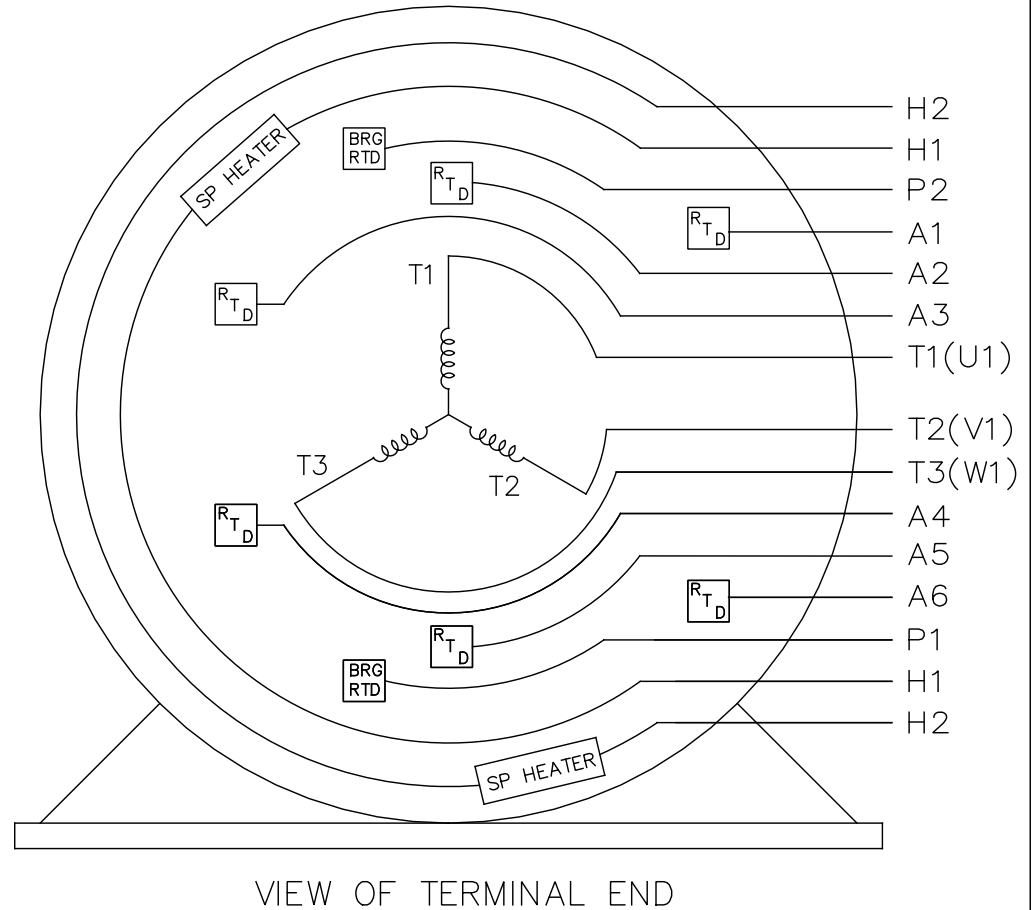 H2
SP HEATER
H1
BRG
RTD
P2
RTD
RTD
A1
A2
RTD
T1
A3
T1(U1)
T2(V1)
T3
T3(W1)
T2
RTD
A4
A5
RTD
A6
RTD
P1
BRG
RTD
H1
H2
SP HEATER
VIEW OF TERMINAL END